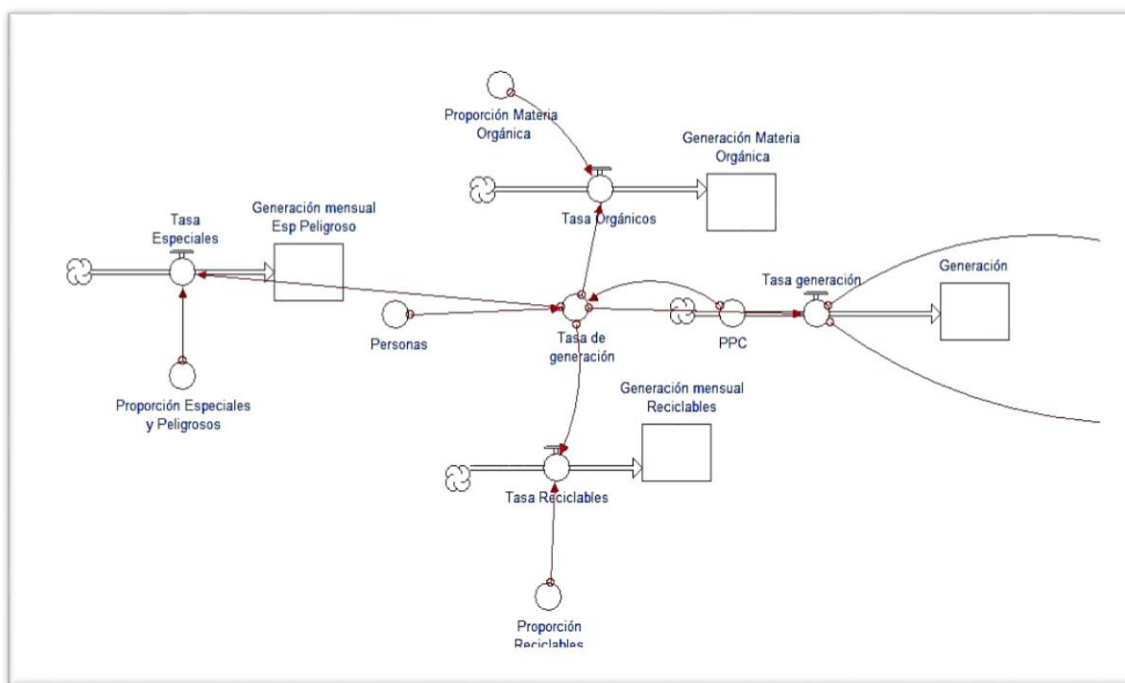 Proporción Materia
Orgánica
Generación Materia
Orgánica
Tasa Orgánicos
Tasa
Especiales
Generación mensual
Esp Peligroso
Tasa generación
Generación
Personas
Tasa de
generación
PPC
Proporción Especiales
y Peligrosos
Generación mensual
Reciclables
Tasa Reciclables
Proporción
Reciclables